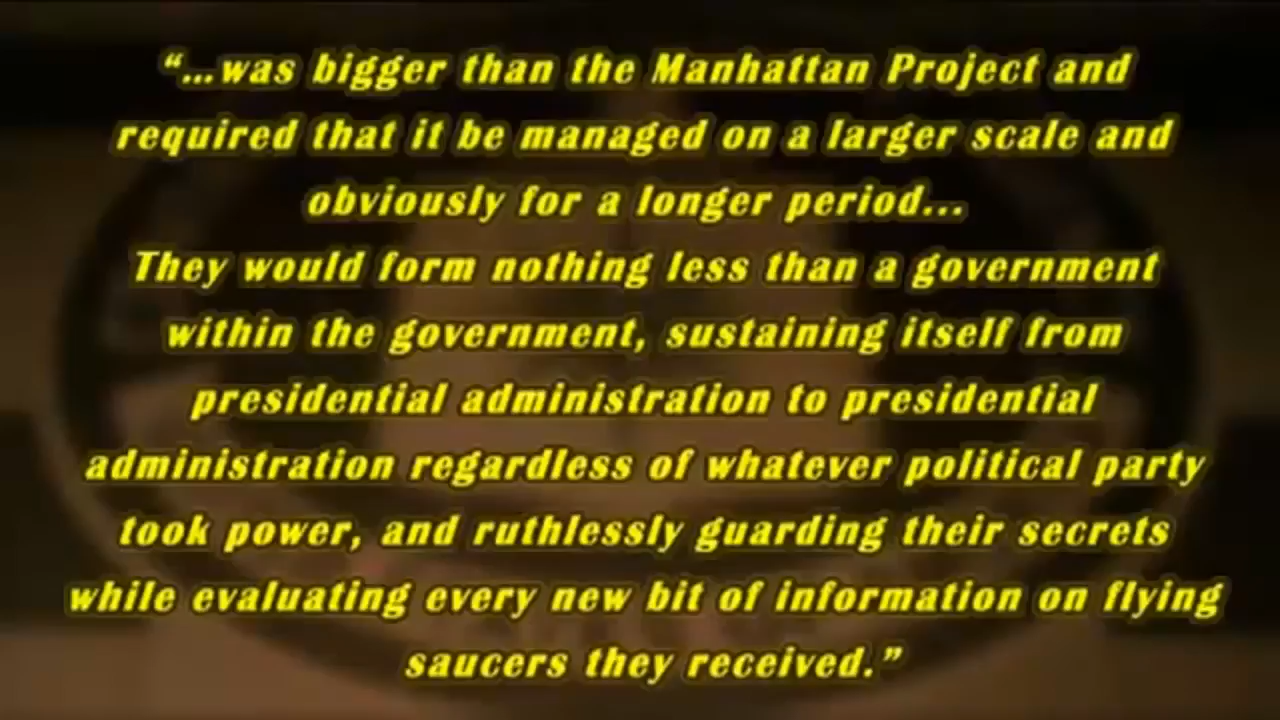 “...was bigger than the Manhattan Project and
required that it be managed on a larger scale and
obviously for a longer period...
They would form nothing less than a government
within the government, sustaining itself from
presidential administration to presidential
administration regardless of whatever political party
took power, and ruthlessly guarding their secrets
while evaluating every new bit of information on flying
saucers they received.”